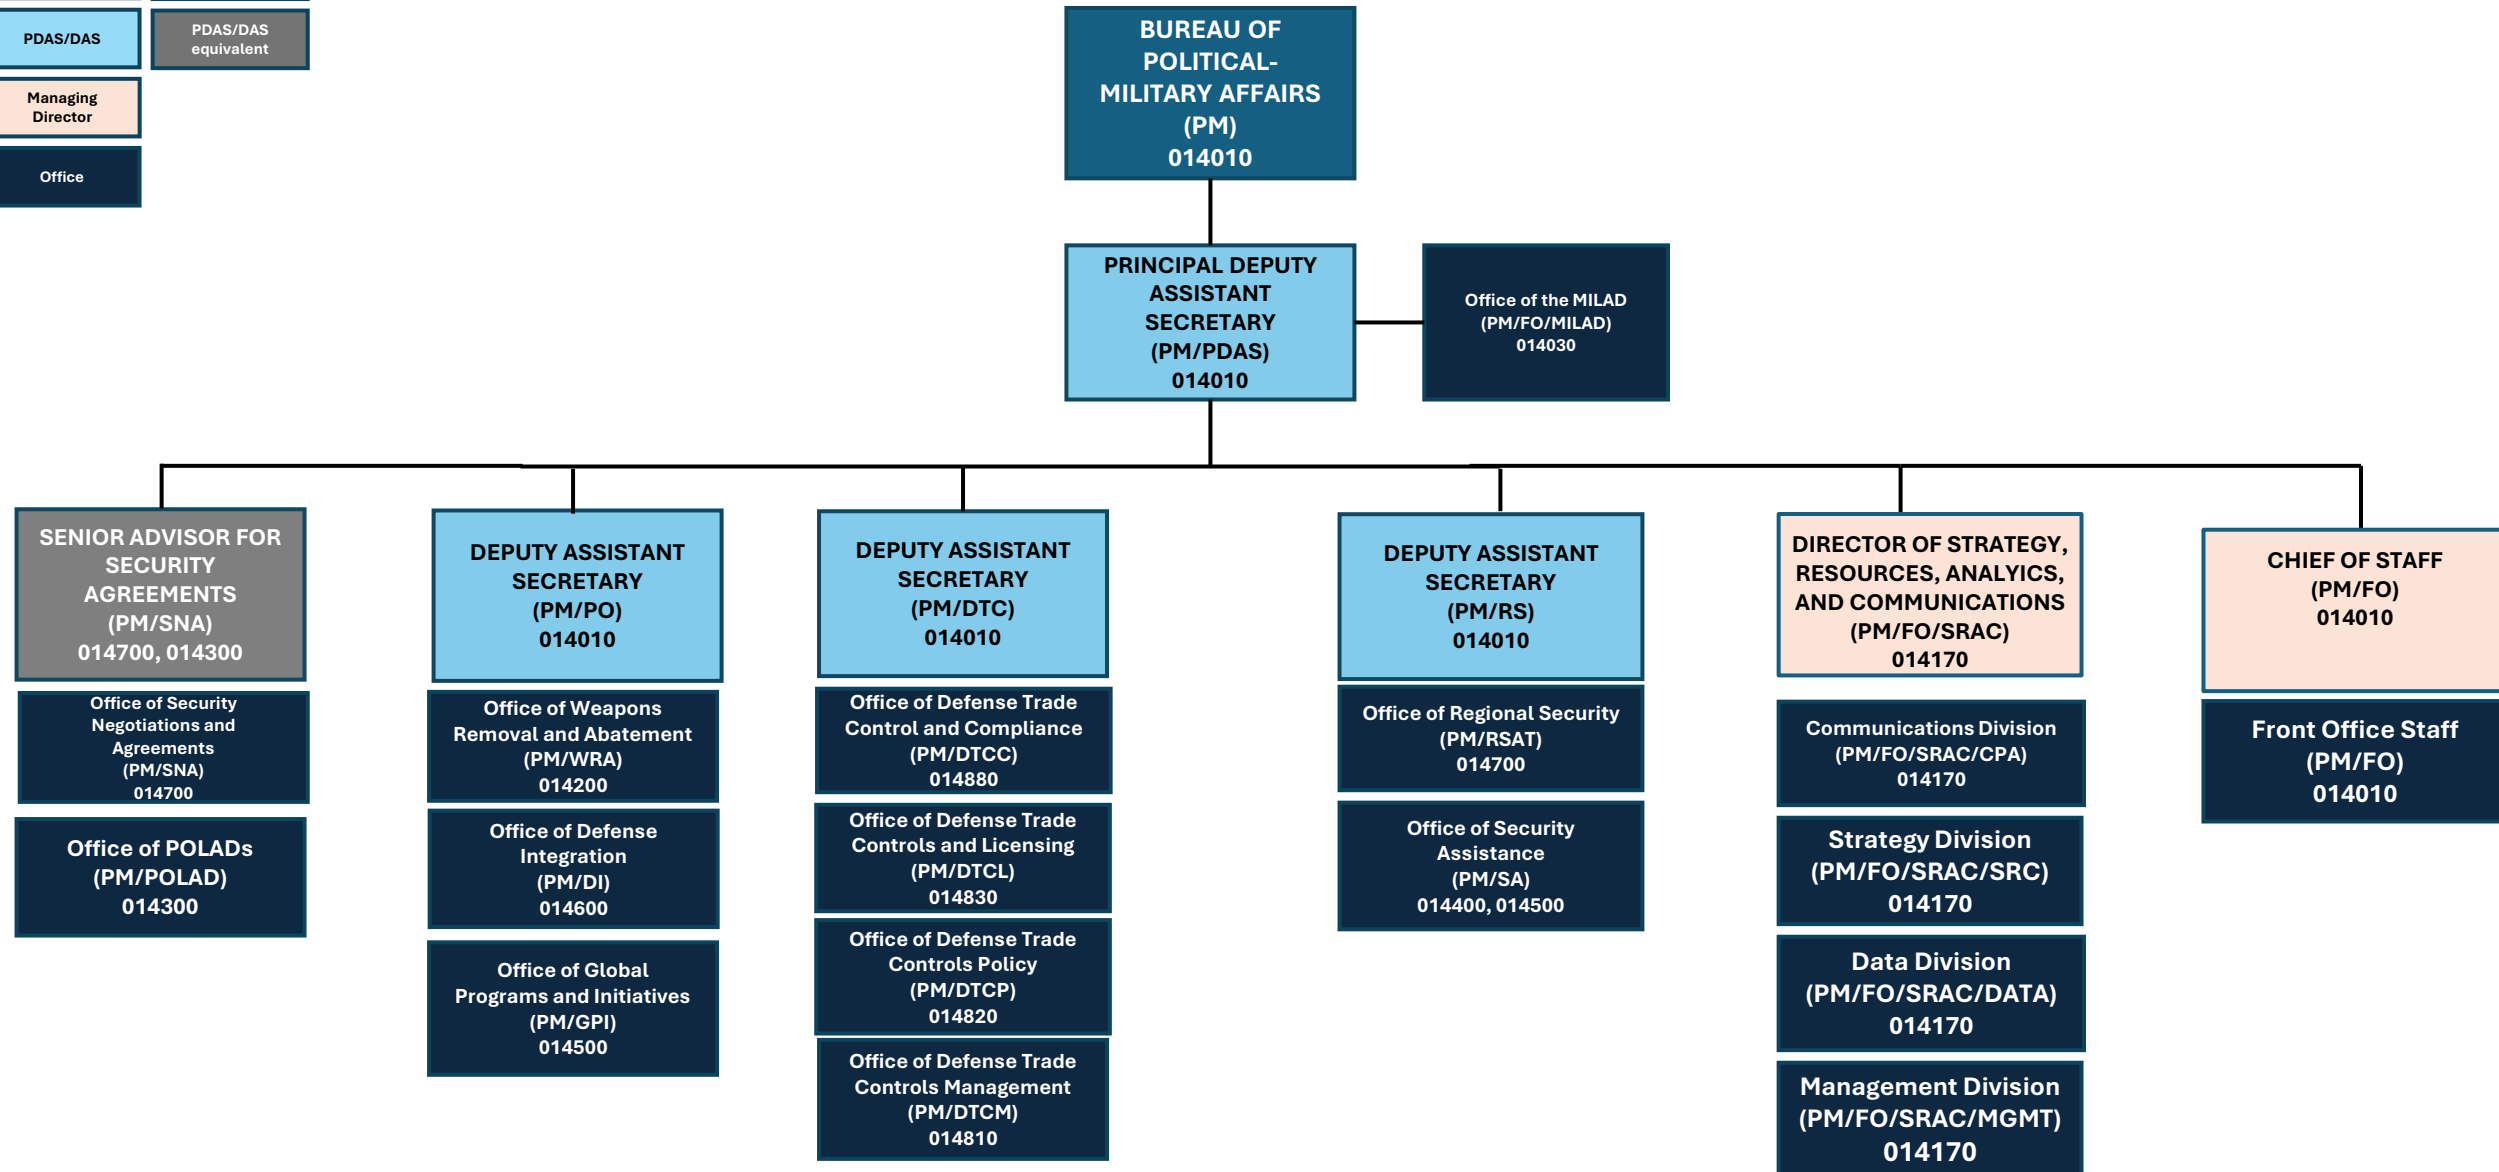 PDAS/DAS
PDAS/DAS
equivalent
Managing
Director
Office
BUREAU OF
POLITICAL-
MILITARY AFFAIRS
(PM)
014010
PRINCIPAL DEPUTY
ASSISTANT
SECRETARY
(PM/PDAS)
014010
Office of the MILAD
(PM/FO/MILAD)
014030
SENIOR ADVISOR FOR
SECURITY
AGREEMENTS
(PM/SNA)
014700, 014300
Office of Security
Negotiations and
Agreements
(PM/SNA)
014700
Office of POLADs
(PM/POLAD)
014300
DEPUTY ASSISTANT
SECRETARY
(PM/PO)
014010
Office of Weapons
Removal and Abatement
(PM/WRA)
014200
Office of Defense
Integration
(PM/DI)
014600
Office of Global
Programs and Initiatives
(PM/GPI)
014500
DEPUTY ASSISTANT
SECRETARY
(PM/DTC)
014010
Office of Defense Trade
Control and Compliance
(PM/DTCC)
014880
Office of Defense Trade
Controls and Licensing
(PM/DTCL)
014830
Office of Defense Trade
Controls Policy
(PM/DTCP)
014820
Office of Defense Trade
Controls Management
(PM/DTCM)
014810
DEPUTY ASSISTANT
SECRETARY
(PM/RS)
014010
Office of Regional Security
(PM/RSAT)
014700
Office of Security
Assistance
(PM/SA)
014400, 014500
DIRECTOR OF STRATEGY,
RESOURCES, ANALYICS,
AND COMMUNICATIONS
(PM/FO/SRAC)
014170
Communications Division
(PM/FO/SRAC/CPA)
014170
Strategy Division
(PM/FO/SRAC/SRC)
014170
Data Division
(PM/FO/SRAC/DATA)
014170
Management Division
(PM/FO/SRAC/MGMT)
014170
CHIEF OF STAFF
(PM/FO)
014010
Front Office Staff
(PM/FO)
014010